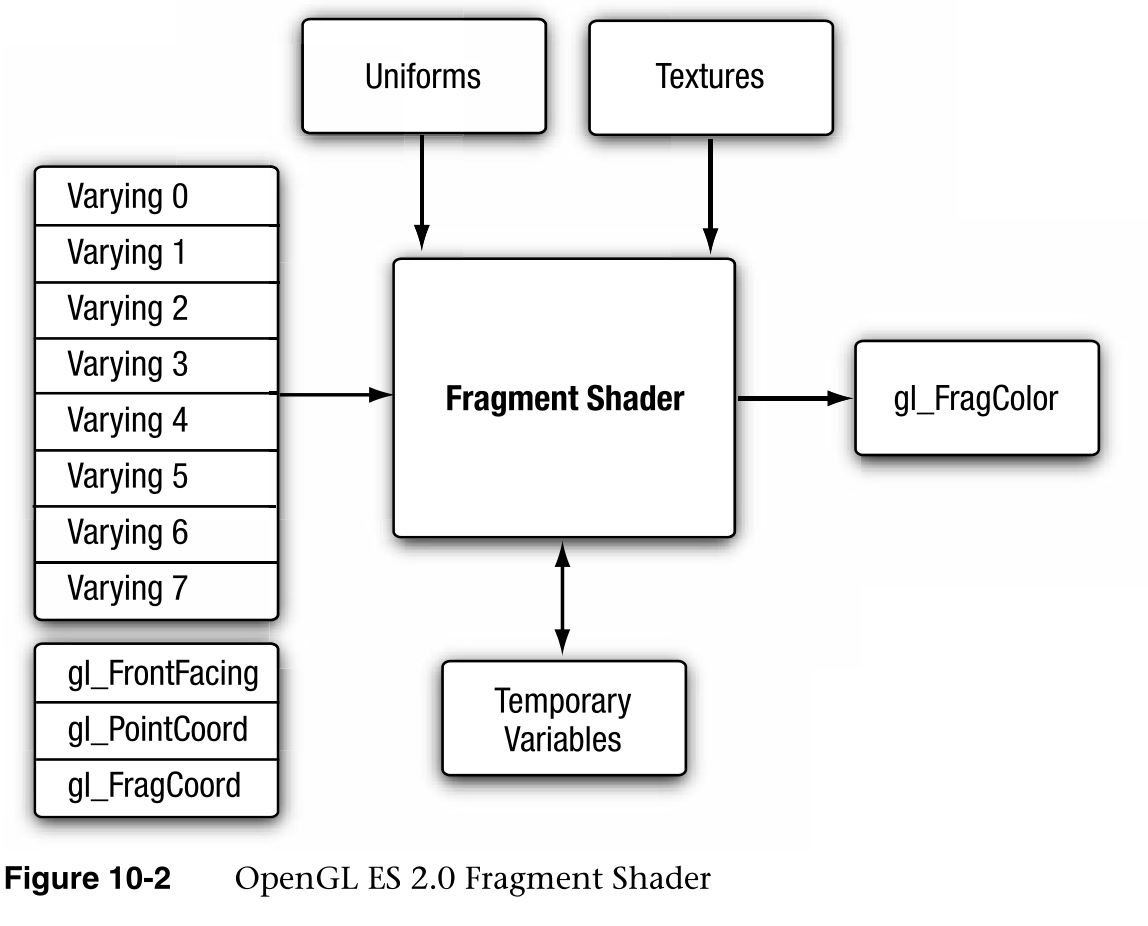 Uniforms
Textures
Varying 0
Varying 1
Varying 2
Varying 3
Varying 4
Varying 5
Varying 6
Varying 7
gl_FrontFacing
gl_PointCoord
gl_FragCoord
Fragment Shader
gl_FragColor
Temporary
Variables
Figure 10-2 OpenGL ES 2.0 Fragment Shader